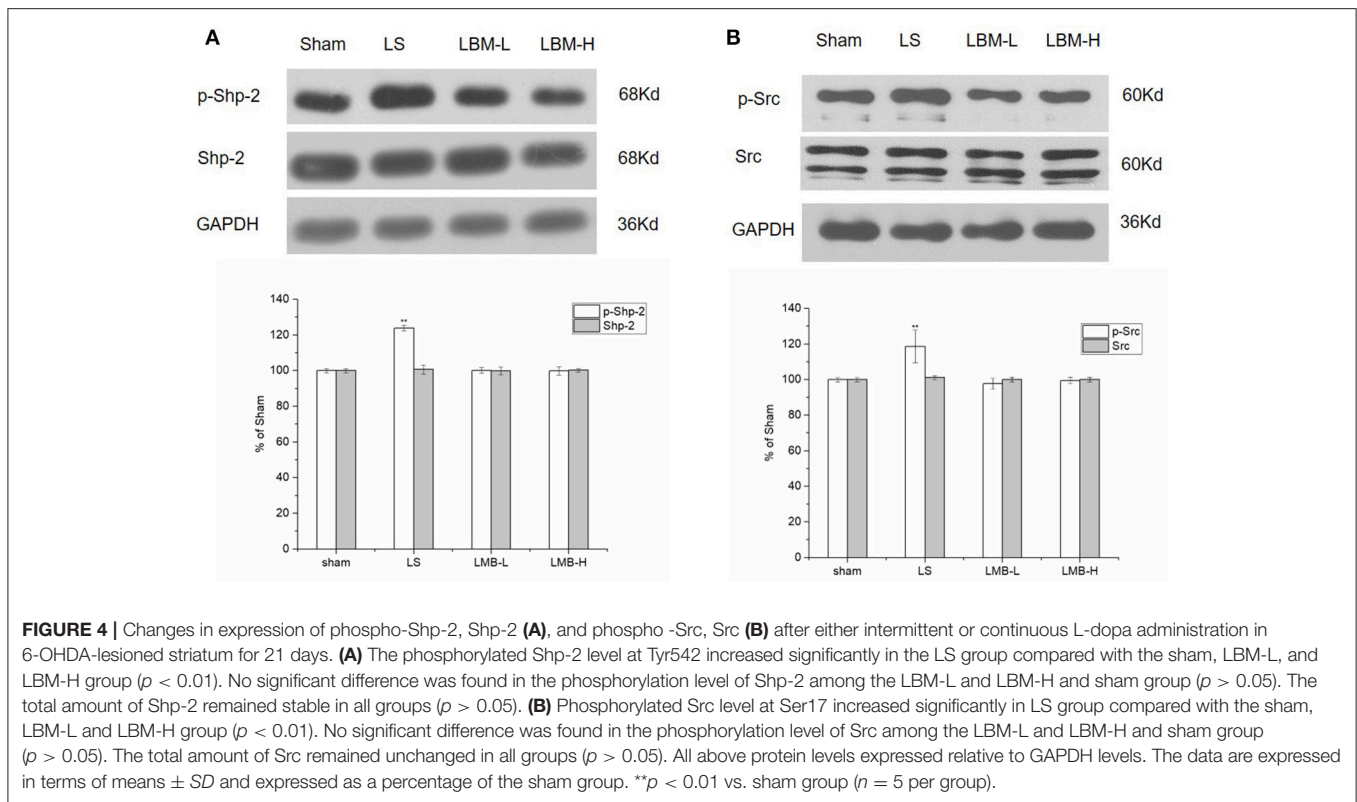 A
Sham LS LBM-L LBM-H
p-Shp-2 68Kd
Shp-2 68Kd
GAPDH 36Kd
140
120
100
80
60
40
20
0
% of Sham
**
p-Shp-2
Shp-2
sham LS LMB-L LMB-H
B
Sham LS LBM-L LBM-H
p-Src 60Kd
Src 60Kd
GAPDH 36Kd
140
120
100
80
60
40
20
0
% of Sham
**
p-Src
Src
sham LS LMB-L LMB-H
FIGURE 4 | Changes in expression of phospho-Shp-2, Shp-2 (A), and phospho -Src, Src (B) after either intermittent or continuous L-dopa administration in
6-OHDA-lesioned striatum for 21 days. (A) The phosphorylated Shp-2 level at Tyr542 increased significantly in the LS group compared with the sham, LBM-L, and
LBM-H group (p < 0.01). No significant difference was found in the phosphorylation level of Shp-2 among the LBM-L and LBM-H and sham group (p > 0.05). The
total amount of Shp-2 remained stable in all groups (p > 0.05). (B) Phosphorylated Src level at Ser17 increased significantly in LS group compared with the sham,
LBM-L and LBM-H group (p < 0.01). No significant difference was found in the phosphorylation level of Src among the LBM-L and LBM-H and sham group
(p > 0.05). The total amount of Src remained unchanged in all groups (p > 0.05). All above protein levels expressed relative to GAPDH levels. The data are expressed
in terms of means ± SD and expressed as a percentage of the sham group. **p < 0.01 vs. sham group (n = 5 per group).